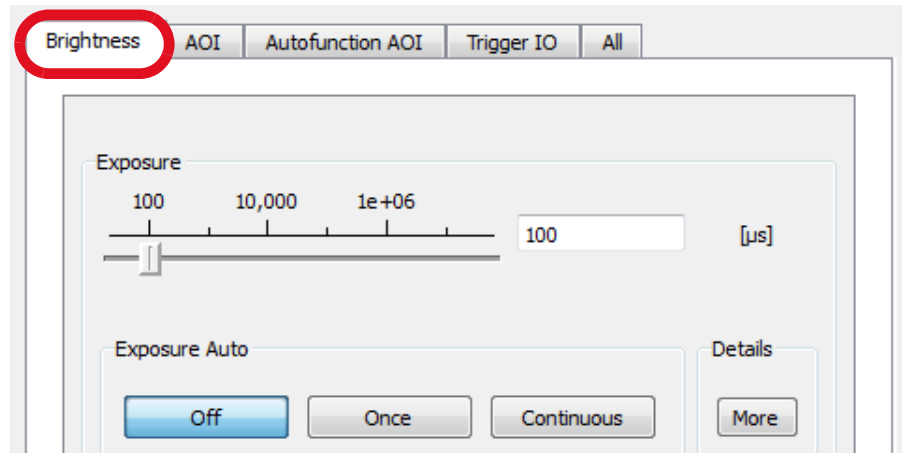 Brightness AOI Autofunction AOI Trigger IO All
Exposure
100 10,000 1e+06
100 [µs]
Exposure Auto Details
Off Once Continuous More